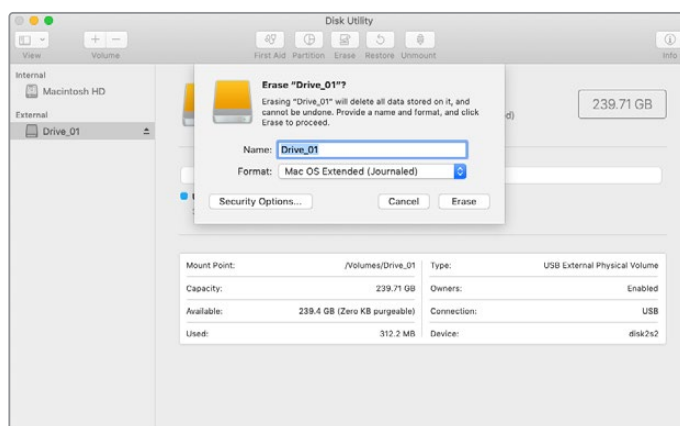 Disk Utility
View
Volume
First Aid
Partition
Erase
Restore
Unmount
Info
Internal
Macintosh HD
External
Drive_01
Erase “Drive_01”?
Erasing “Drive_01” will delete all data stored on it, and
cannot be undone. Provide a name and format, and click
Erase to proceed.
d)
239.71 GB
Name: Drive_01
Format: Mac OS Extended (Journaled)
Security Options...
Cancel
Erase
Mount Point: /Volumes/Drive_01
Type: USB External Physical Volume
Capacity: 239.71 GB
Owners: Enabled
Available: 239.4 GB (Zero KB purgeable)
Connection: USB
Used: 312.2 MB
Device: disk2s2